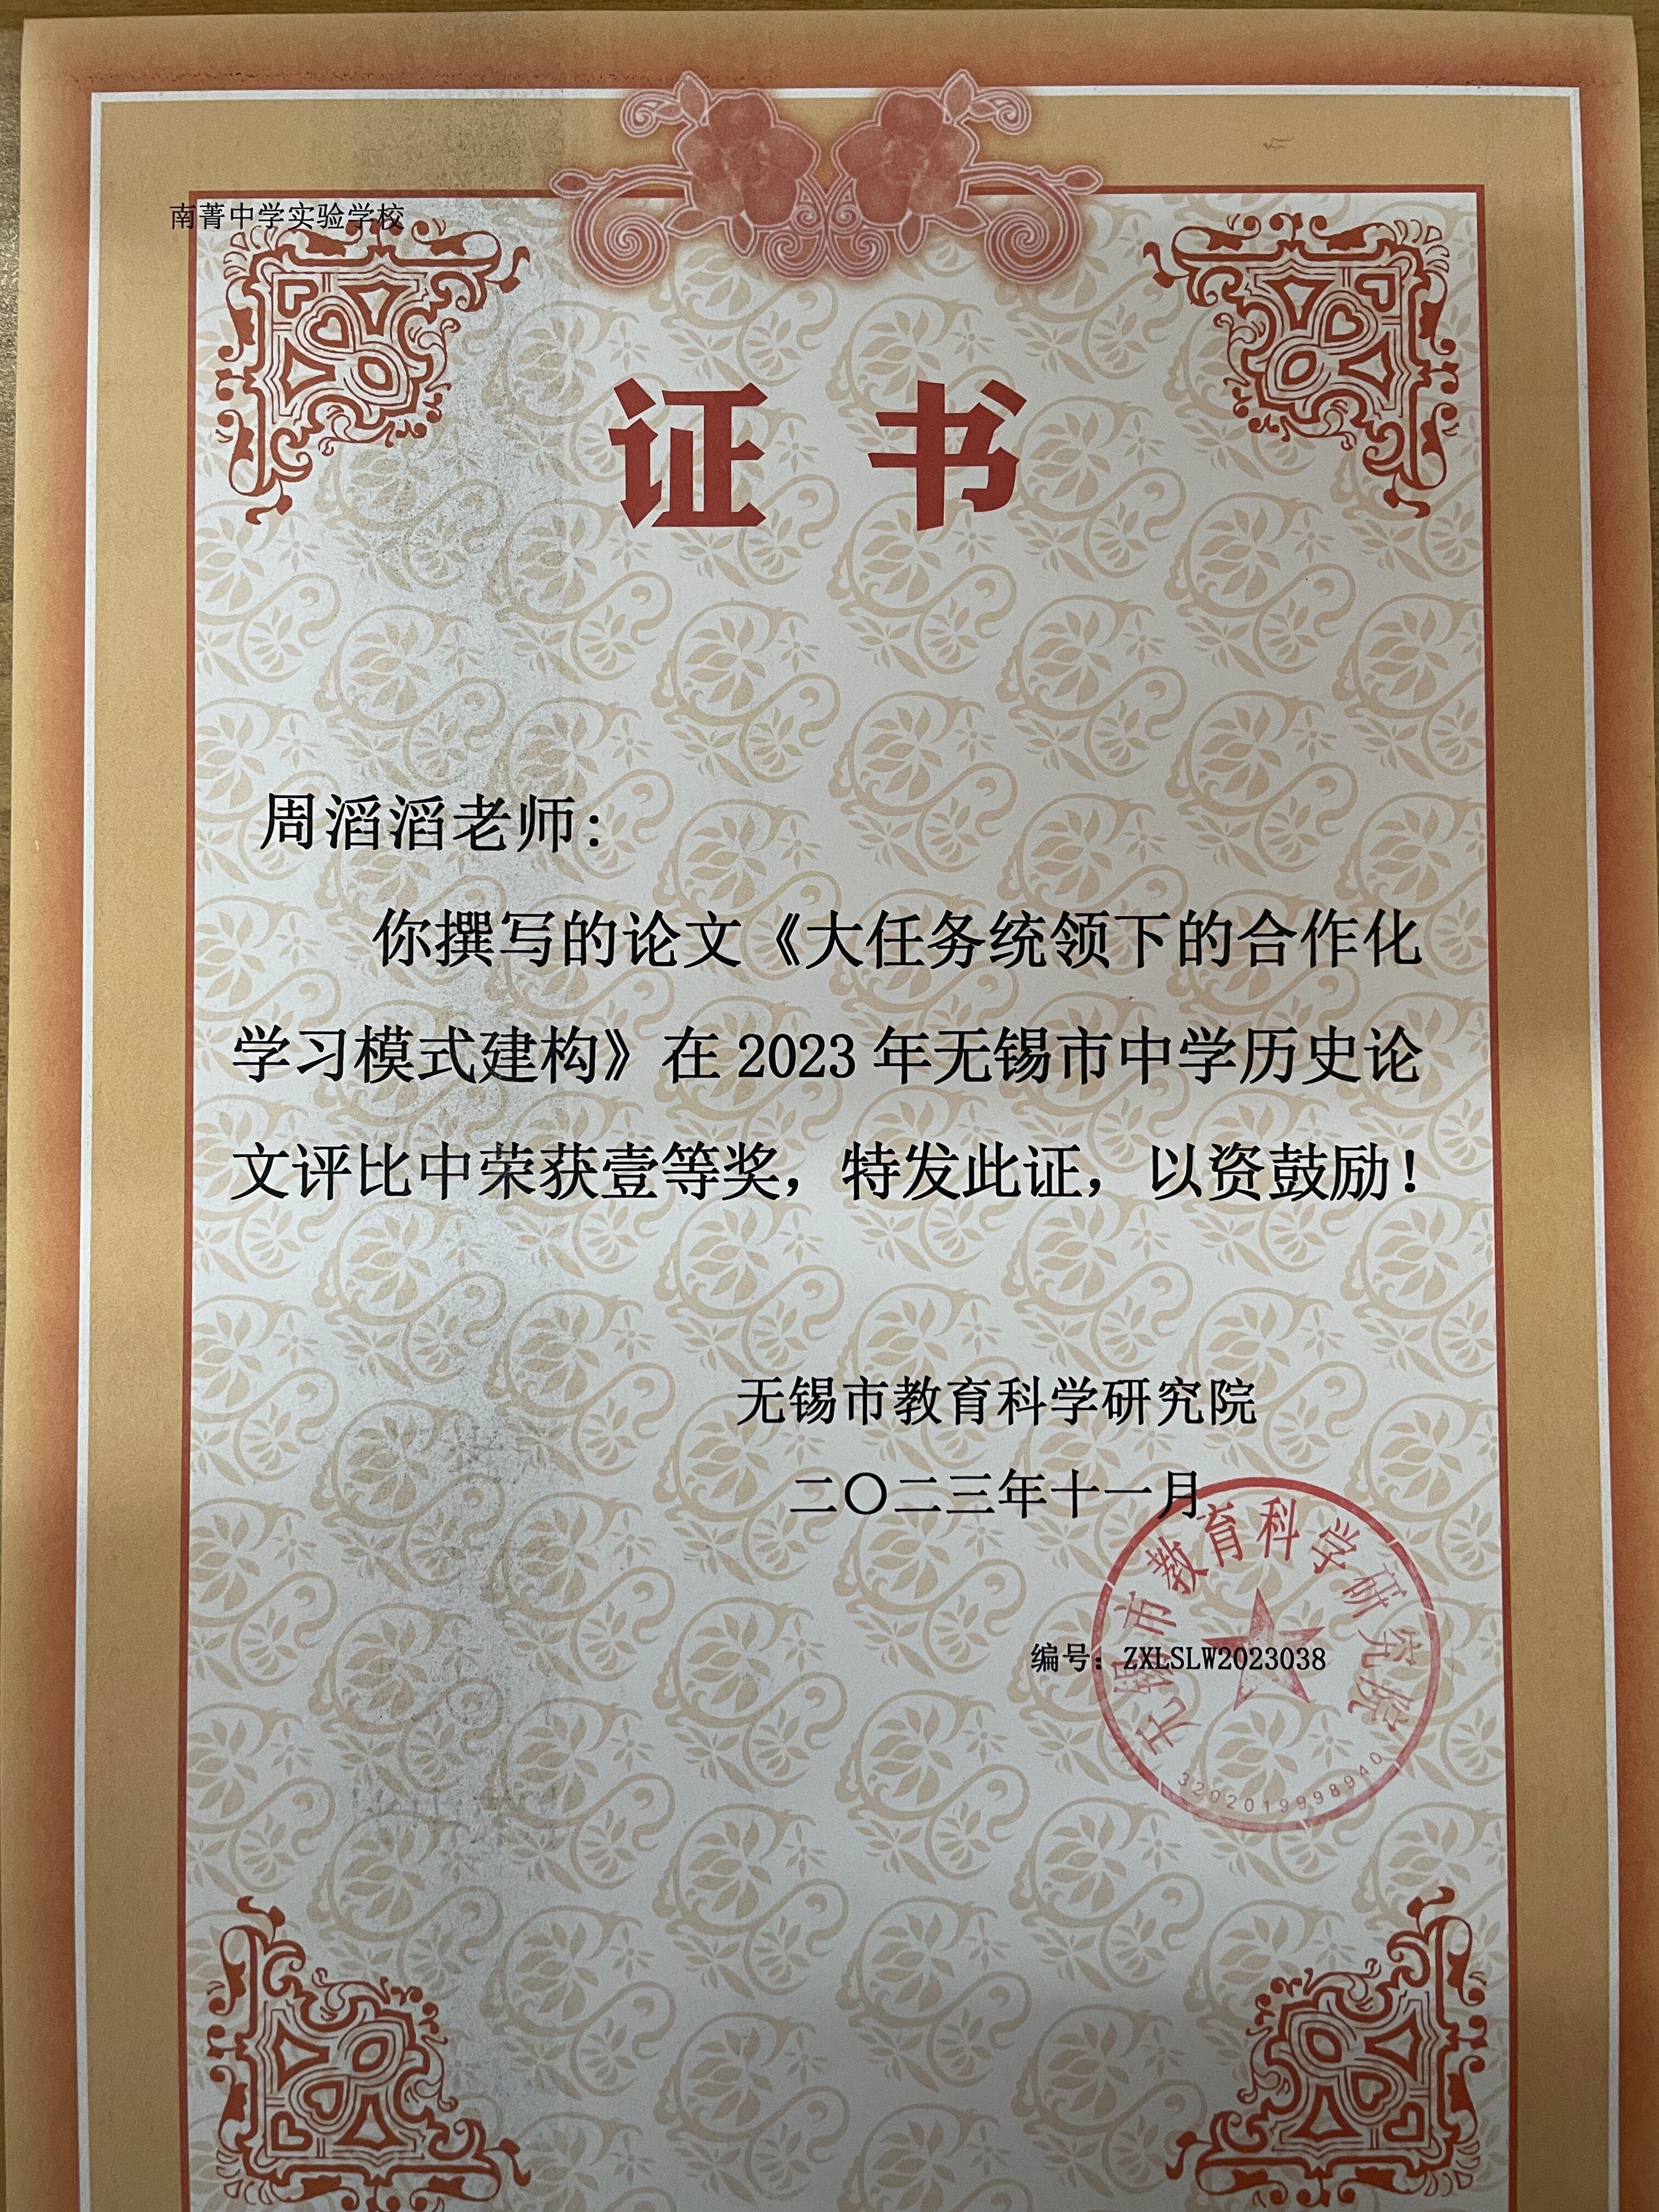 南菁中学实验学校
证书
周滔滔老师：
你撰写的论文《大任务统领下的合作化
学习模式建构》在 2023 年无锡市中学历史论
文评比中荣获壹等奖，特发此证，以资鼓励！
无锡市教育科学研究院
二〇二三年十一月
无锡市教育科学研究院
编号：ZXLSLW2023038
3202019998940